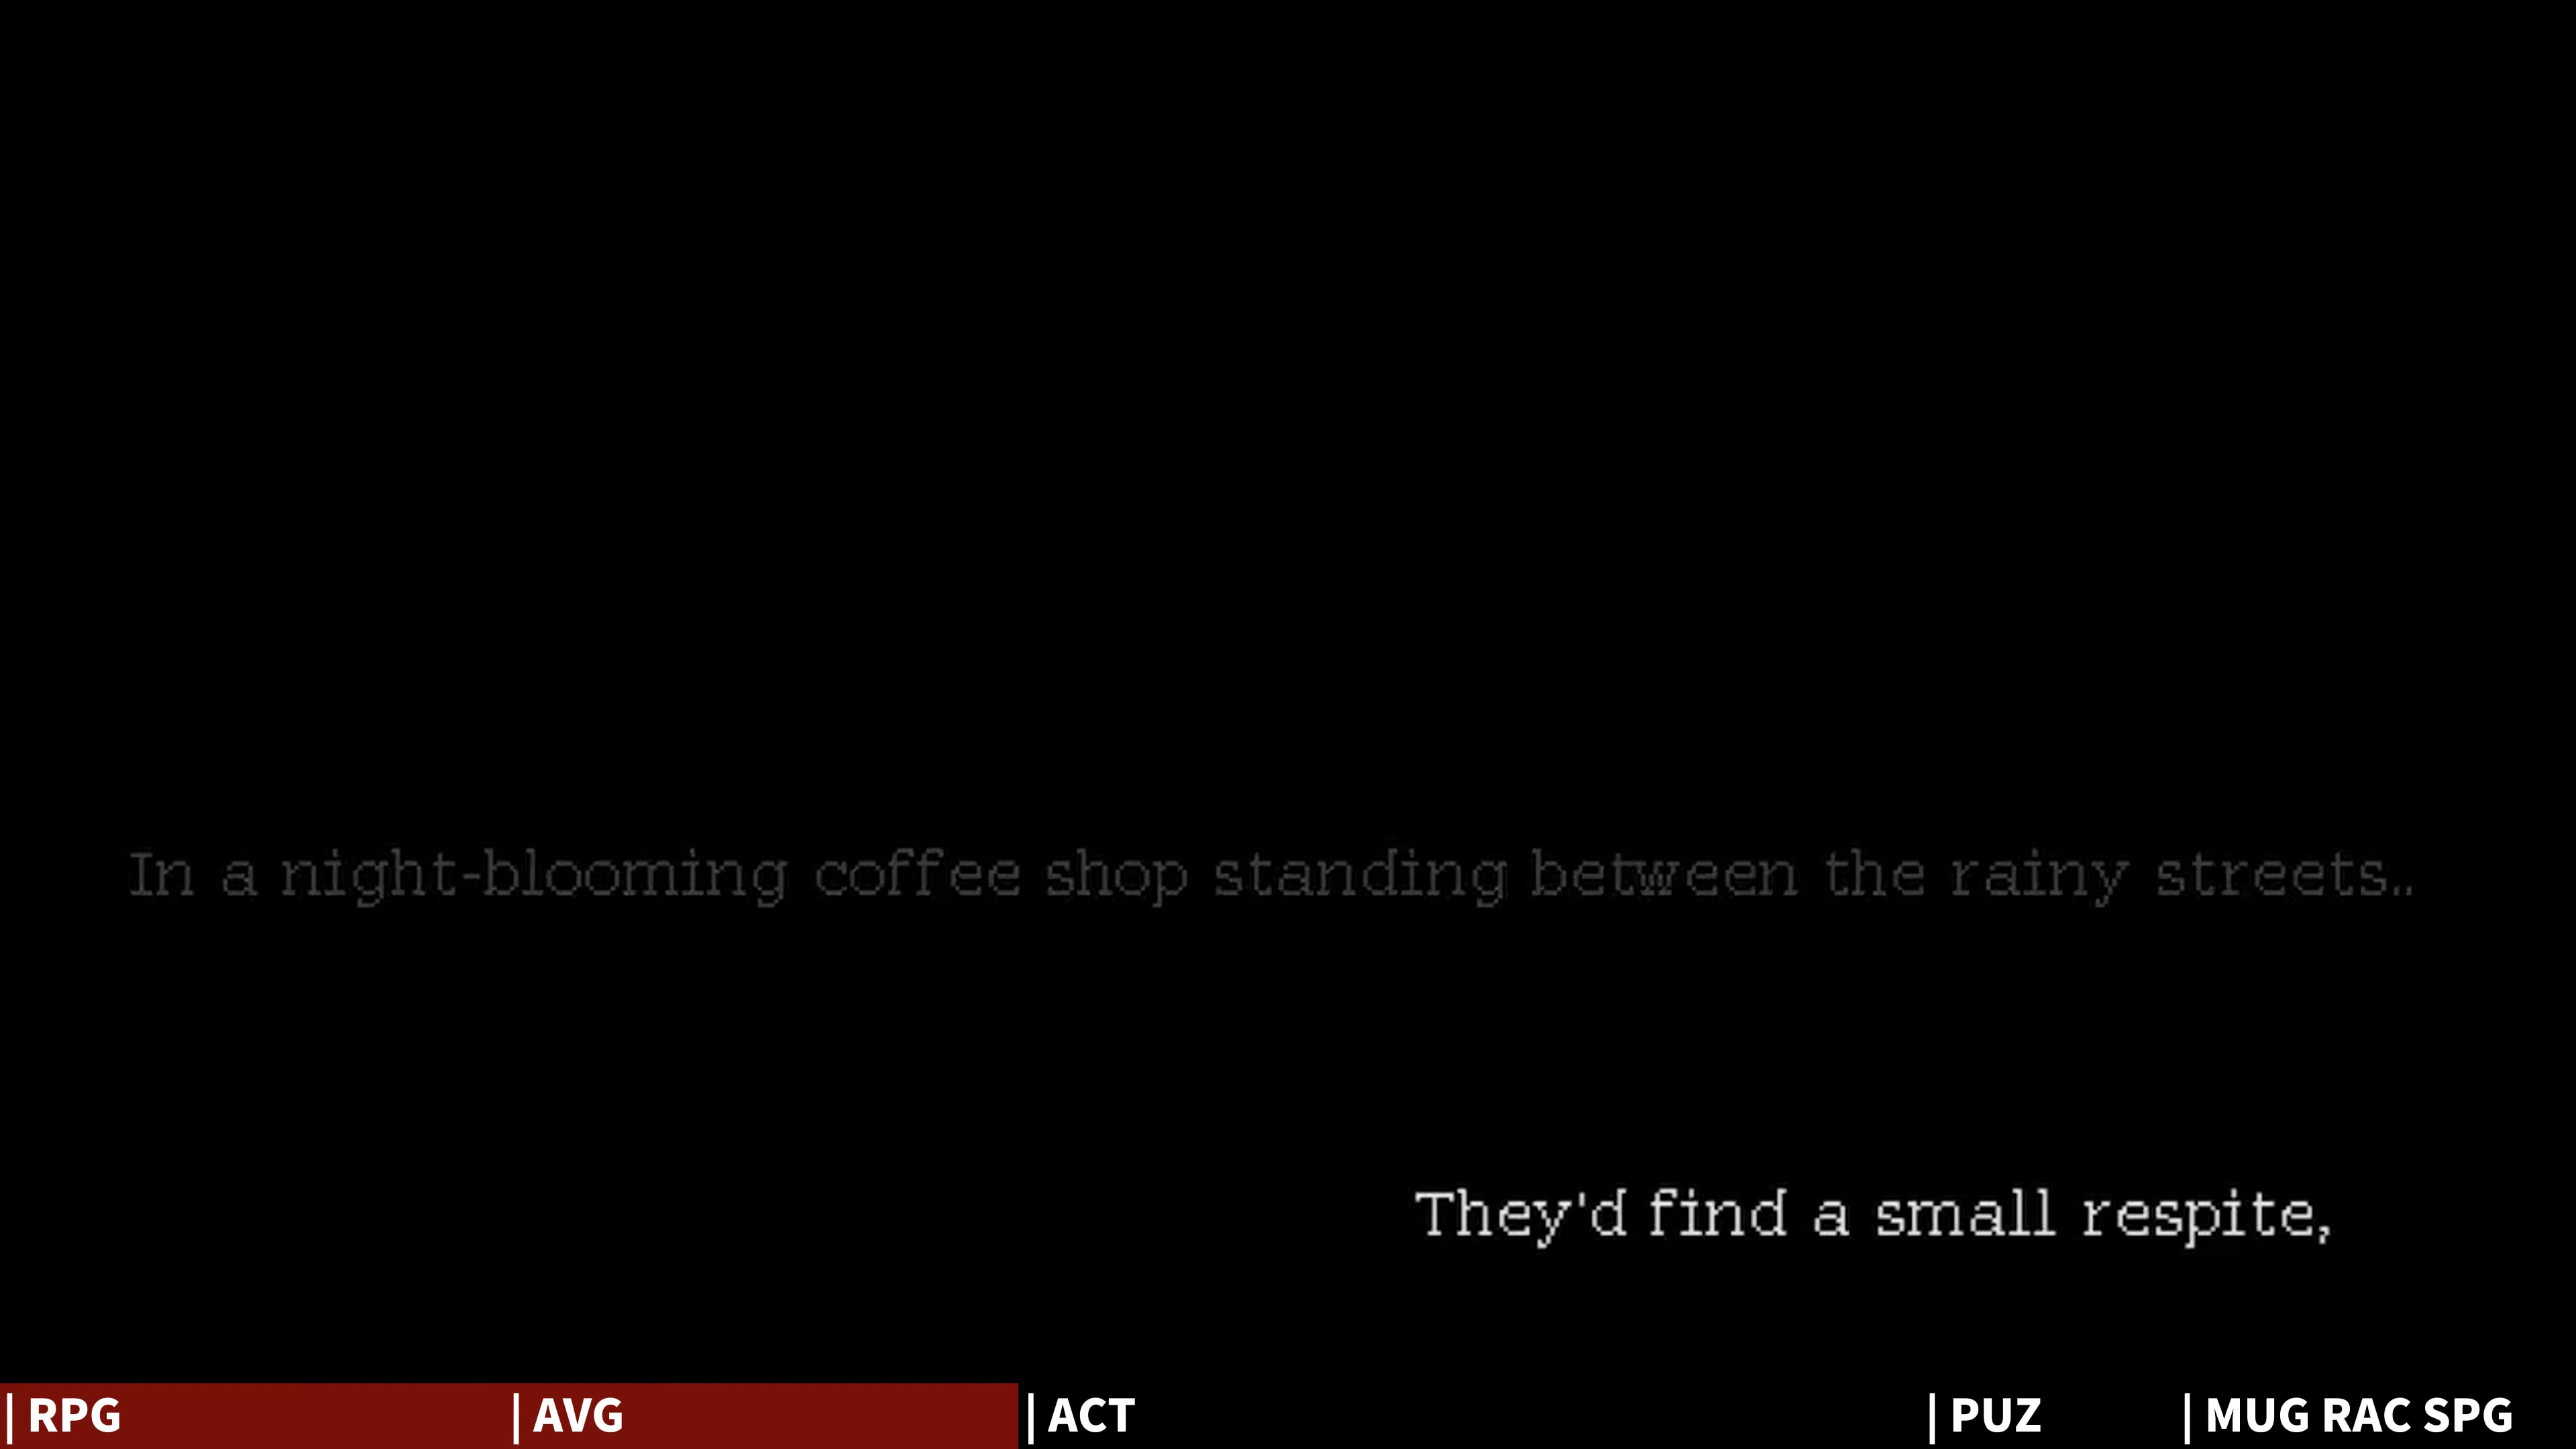 In a night-blooming coffee shop standing between the rainy streets..
They'd find a small respite,
| RPG | AVG | ACT | PUZ | MUG RAC SPG